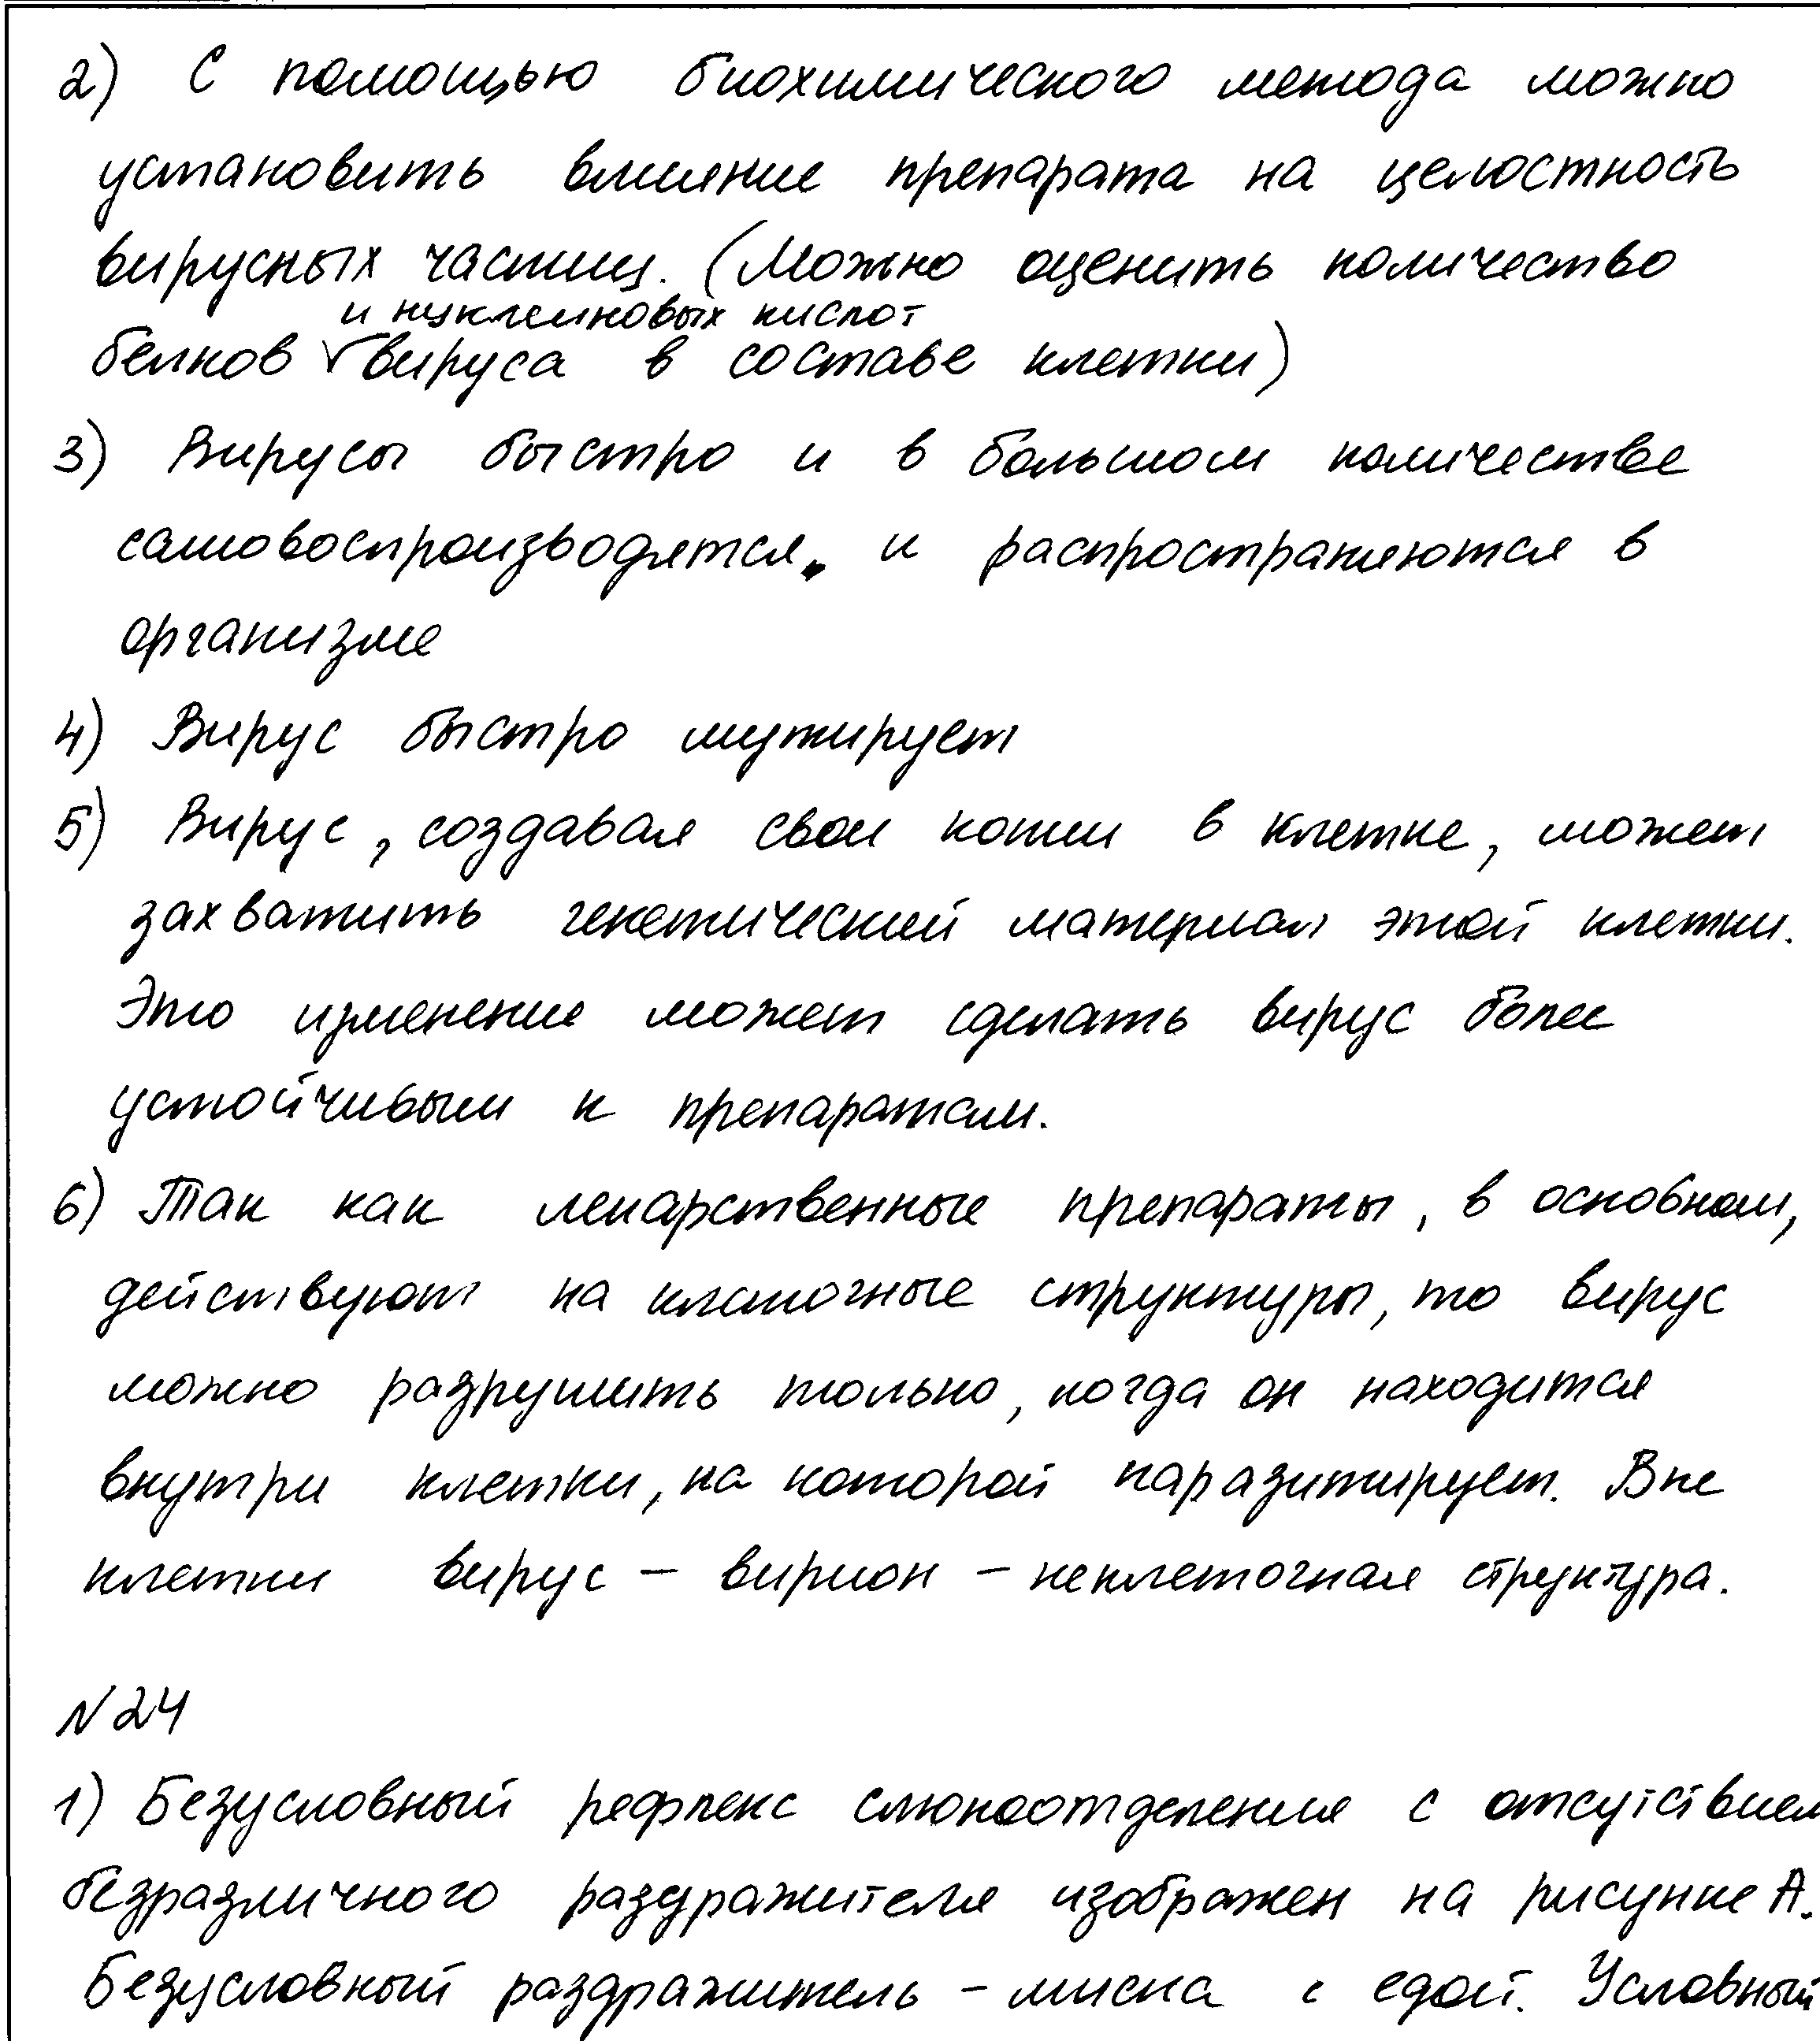 2) С помощью биохимического метода можно
установить влияние препарата на целостность
вирусных частиц. (Можно оценить количество
и нуклеиновых кислот
белков вируса в составе клетки)
3) Вирусы быстро и в большом количестве
самовоспроизводятся и распространяются в
организме
4) Вирус быстро мутирует
5) Вирус, создавая свои копии в клетке, может
захватить генетический материал этой клетки.
Это изменение может сделать вирус более
устойчивым к препаратам.
6) Так как лекарственные препараты, в основном,
действуют на клеточные структуры, то вирус
можно разрушить только, когда он находится
внутри клетки, на которой паразитирует. Вне
клетки вирус – вирион – неклеточная структура.
№24
1) Безусловный рефлекс слюноотделения с отсутствием
безразличного раздражителя изображен на рисунке А.
Безусловный раздражитель – миска с едой. Условный